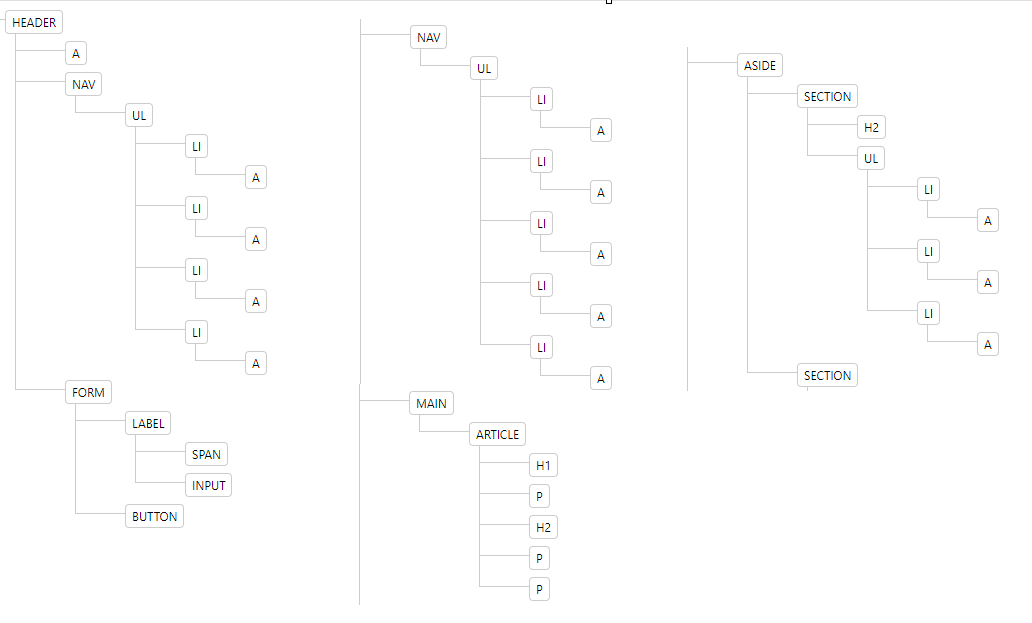 HEADER
A
NAV
UL
LI
A
LI
A
LI
A
LI
A
FORM
LABEL
SPAN
INPUT
BUTTON
NAV
UL
LI
A
LI
A
LI
A
LI
A
LI
A
MAIN
ARTICLE
H1
P
H2
P
P
ASIDE
SECTION
H2
UL
LI
A
LI
A
LI
A
SECTION